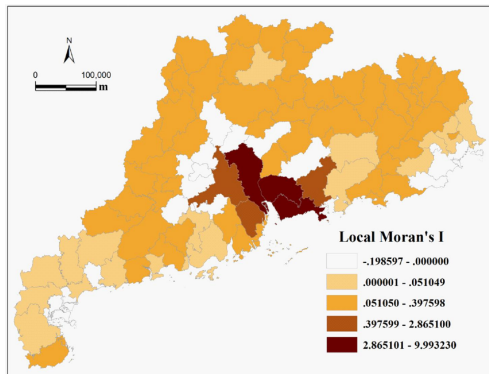 N
0 100,000
m
Local Moran's I
-.198597 - .000000
.000001 - .051049
.051050 - .397598
.397599 - 2.865100
2.865101 - 9.993230